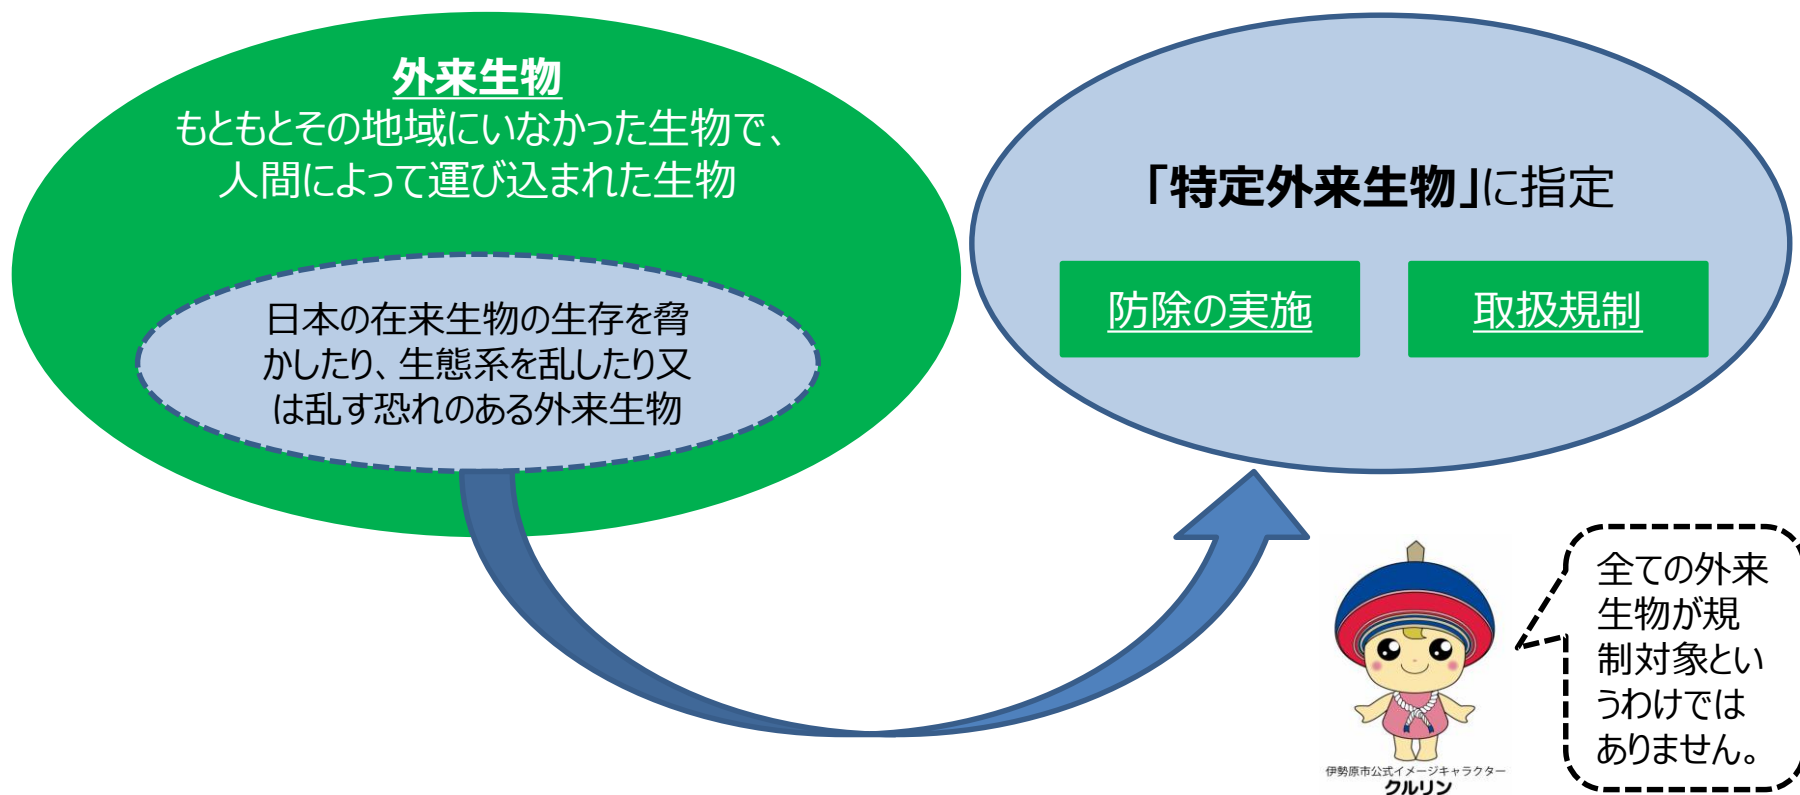 外来生物
もともとその地域にいなかった生物で、
人間によって運び込まれた生物
日本の在来生物の生存を脅
かしたり、生態系を乱したり又
は乱す恐れのある外来生物
「特定外来生物」に指定
防除の実施
取扱規制
全ての外来
生物が規
制対象とい
うわけでは
ありません。
伊勢原市公式イメージキャラクター
クルリン